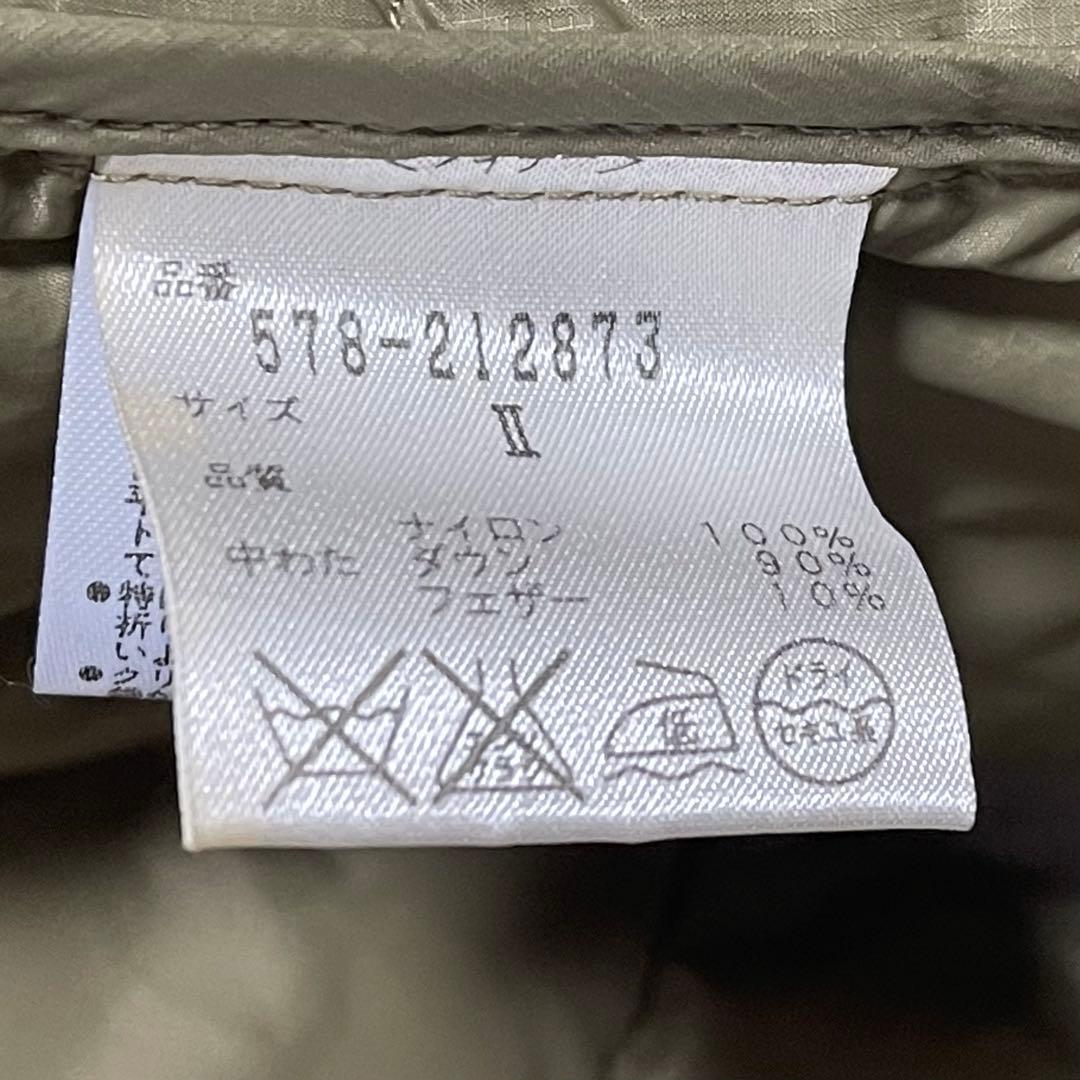 品番
578-212873
サイズ
II
品質
ナイロン 100%
中わた ダウン 90%
フェザー 10%
低
ドライ
セキユ系